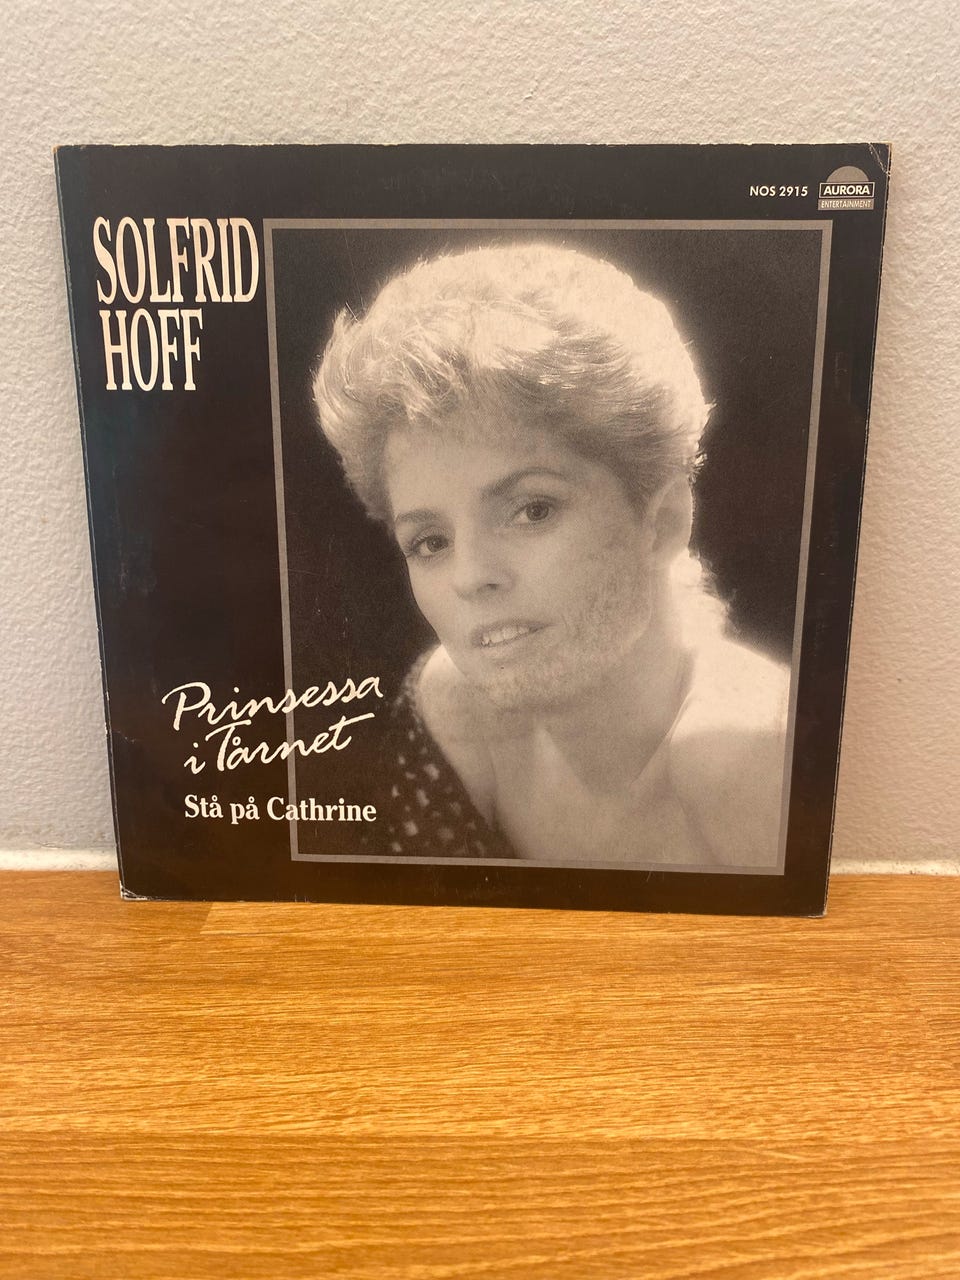 NOS 2915
AURORA
ENTERTAINMENT
SOLFRID
HOFF
Prinsessa
i Tårnet
Stå på Cathrine